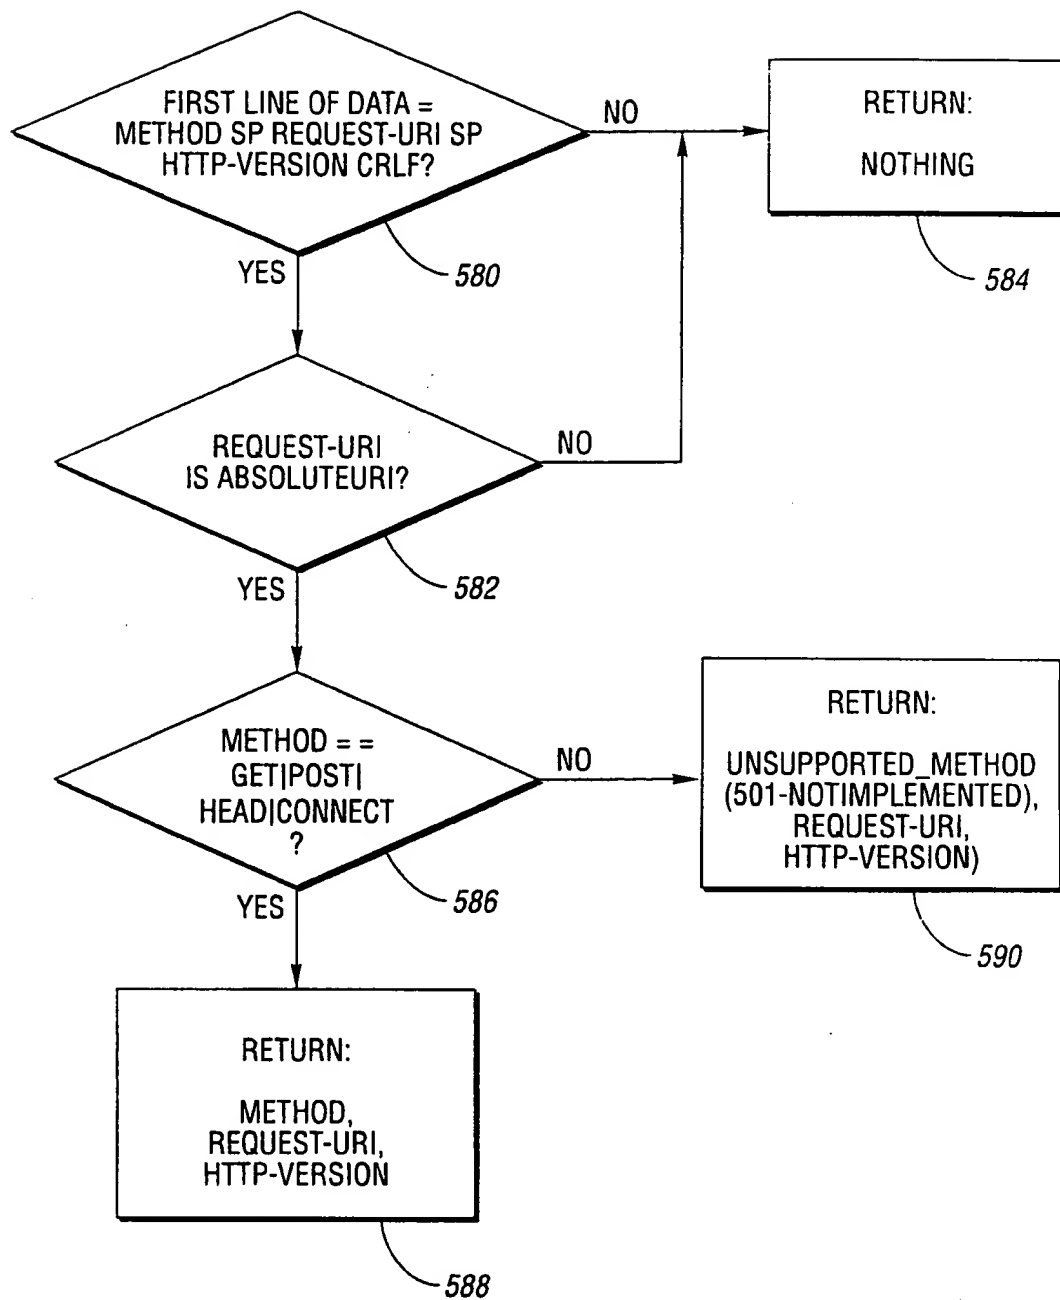 FIRST LINE OF DATA =
METHOD SP REQUEST-URI SP
HTTP-VERSION CRLF?
NO
RETURN:
NOTHING
YES
580
584
REQUEST-URI
IS ABSOLUTEURI?
NO
YES
582
METHOD = =
GET|POST|
HEAD|CONNECT
?
NO
RETURN:
UNSUPPORTED_METHOD
(501-NOTIMPLEMENTED),
REQUEST-URI,
HTTP-VERSION)
YES
586
590
RETURN:
METHOD,
REQUEST-URI,
HTTP-VERSION
588